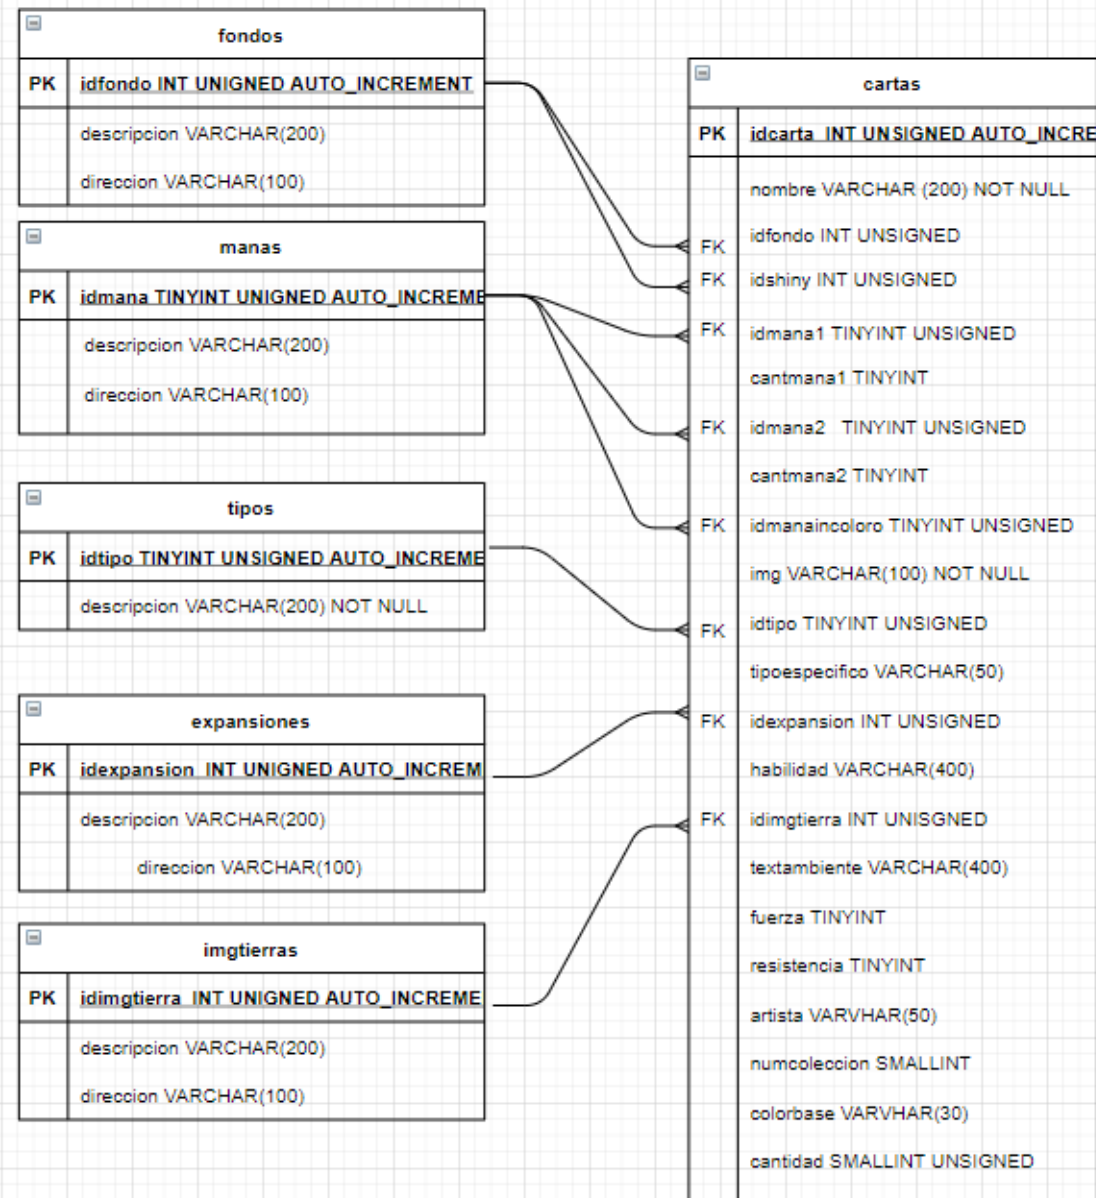 fondos
PK idfondo INT UNIGNED AUTO_INCREMENT
descripcion VARCHAR(200)
direccion VARCHAR(100)
manas
PK idmana TINYINT UNIGNED AUTO_INCREME
descripcion VARCHAR(200)
direccion VARCHAR(100)
tipos
PK idtipo TINYINT UNSIGNED AUTO_INCREME
descripcion VARCHAR(200) NOT NULL
expansiones
PK idexpansion INT UNIGNED AUTO_INCREM
descripcion VARCHAR(200)
direccion VARCHAR(100)
imgtierras
PK idimgtierra INT UNIGNED AUTO_INCREME
descripcion VARCHAR(200)
direccion VARCHAR(100)
cartas
PK idcarta INT UNSIGNED AUTO_INCRE
nombre VARCHAR (200) NOT NULL
FK idfondo INT UNSIGNED
FK idshiny INT UNSIGNED
FK idmana1 TINYINT UNSIGNED
cantmana1 TINYINT
FK idmana2 TINYINT UNSIGNED
cantmana2 TINYINT
FK idmanaincoloro TINYINT UNSIGNED
img VARCHAR(100) NOT NULL
FK idtipo TINYINT UNSIGNED
tipoespecifico VARCHAR(50)
FK idexpansion INT UNSIGNED
habilidad VARCHAR(400)
FK idimgtierra INT UNISGNED
textambiente VARCHAR(400)
fuerza TINYINT
resistencia TINYINT
artista VARVHAR(50)
numcoleccion SMALLINT
colorbase VARVHAR(30)
cantidad SMALLINT UNSIGNED